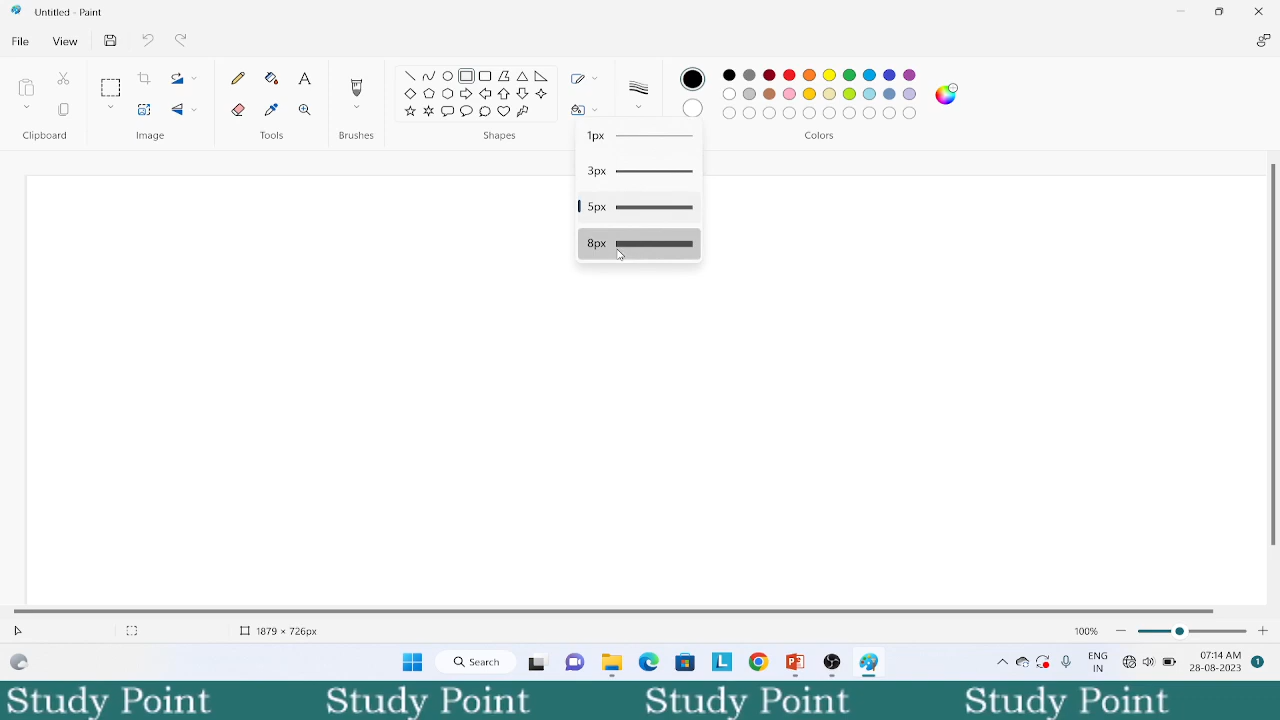 Untitled - Paint
File View
Clipboard Image Tools Brushes Shapes Colors
1px
3px
5px
8px
1879 × 726px 100%
Search ENG 07:14 AM
IN 28-08-2023 1
Study Point Study Point Study Point Study Point